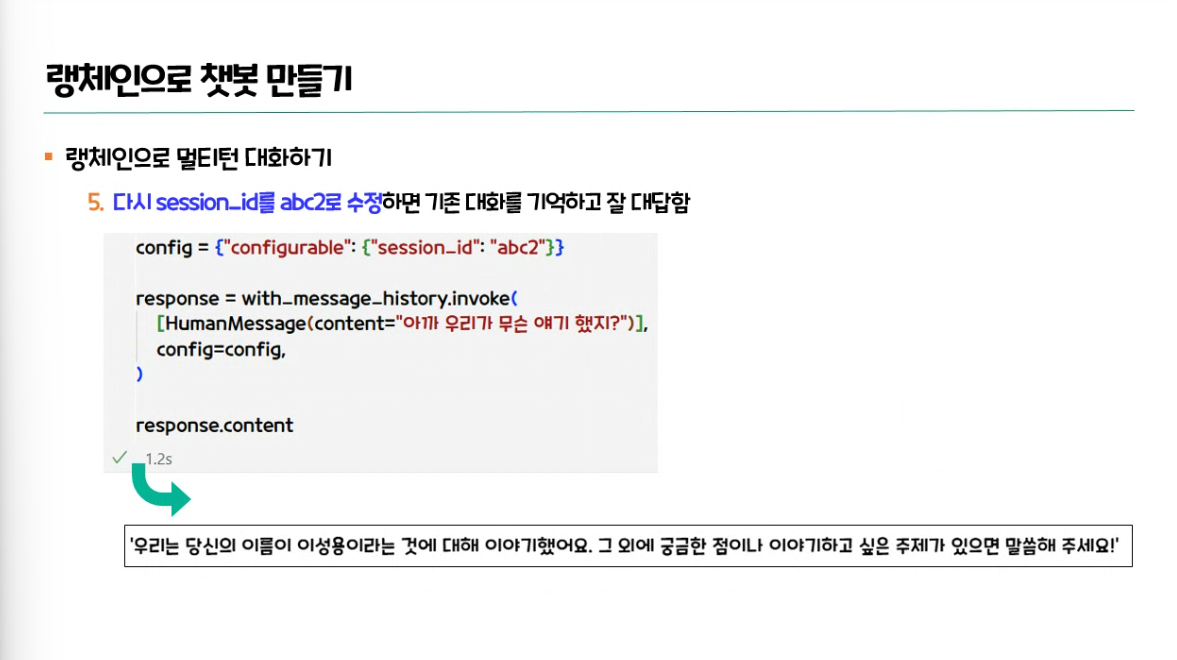 랭체인으로 챗봇 만들기
랭체인으로 멀티턴 대화하기
5. 다시 session_id를 abc2로 수정하면 기존 대화를 기억하고 잘 대답함
config = {"configurable": {"session_id": "abc2"}}
response = with_message_history.invoke(
[HumanMessage(content="아까 우리가 무슨 얘기 했지?")],
config=config,
)
response.content
1.2s
'우리는 당신의 이름이 이성용이라는 것에 대해 이야기했어요. 그 외에 궁금한 점이나 이야기하고 싶은 주제가 있으면 말씀해 주세요!'